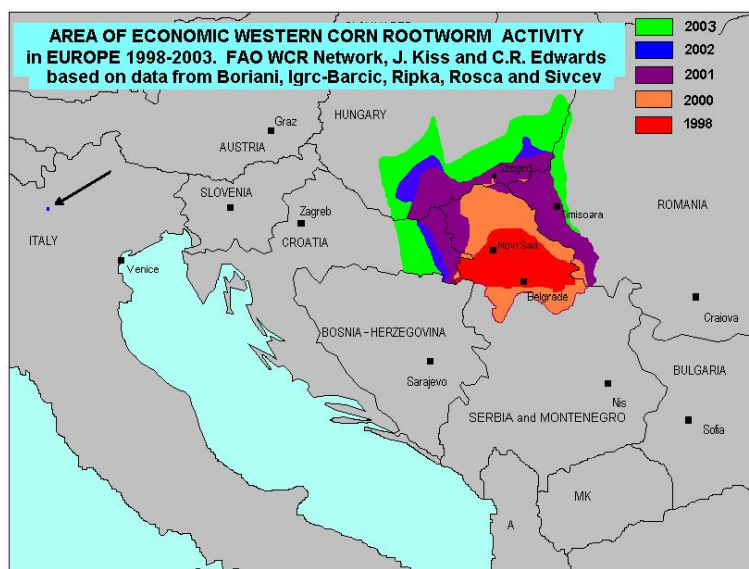 AREA OF ECONOMIC WESTERN CORN ROOTWORM ACTIVITY
in EUROPE 1998-2003. FAO WCR Network, J. Kiss and C.R. Edwards
based on data from Boriani, Igrc-Barcic, Ripka, Rosca and Sivcev
2003
2002
2001
2000
1998
HUNGARY
Graz
AUSTRIA
Szeged
SLOVENIA
Timisoara
ROMANIA
Zagreb
ITALY
CROATIA
Novi Sad
Venice
Belgrade
Craiova
BOSNIA-HERZEGOVINA
Sarajevo
BULGARIA
Nis
SERBIA and MONTENEGRO
Sofia
MK
A